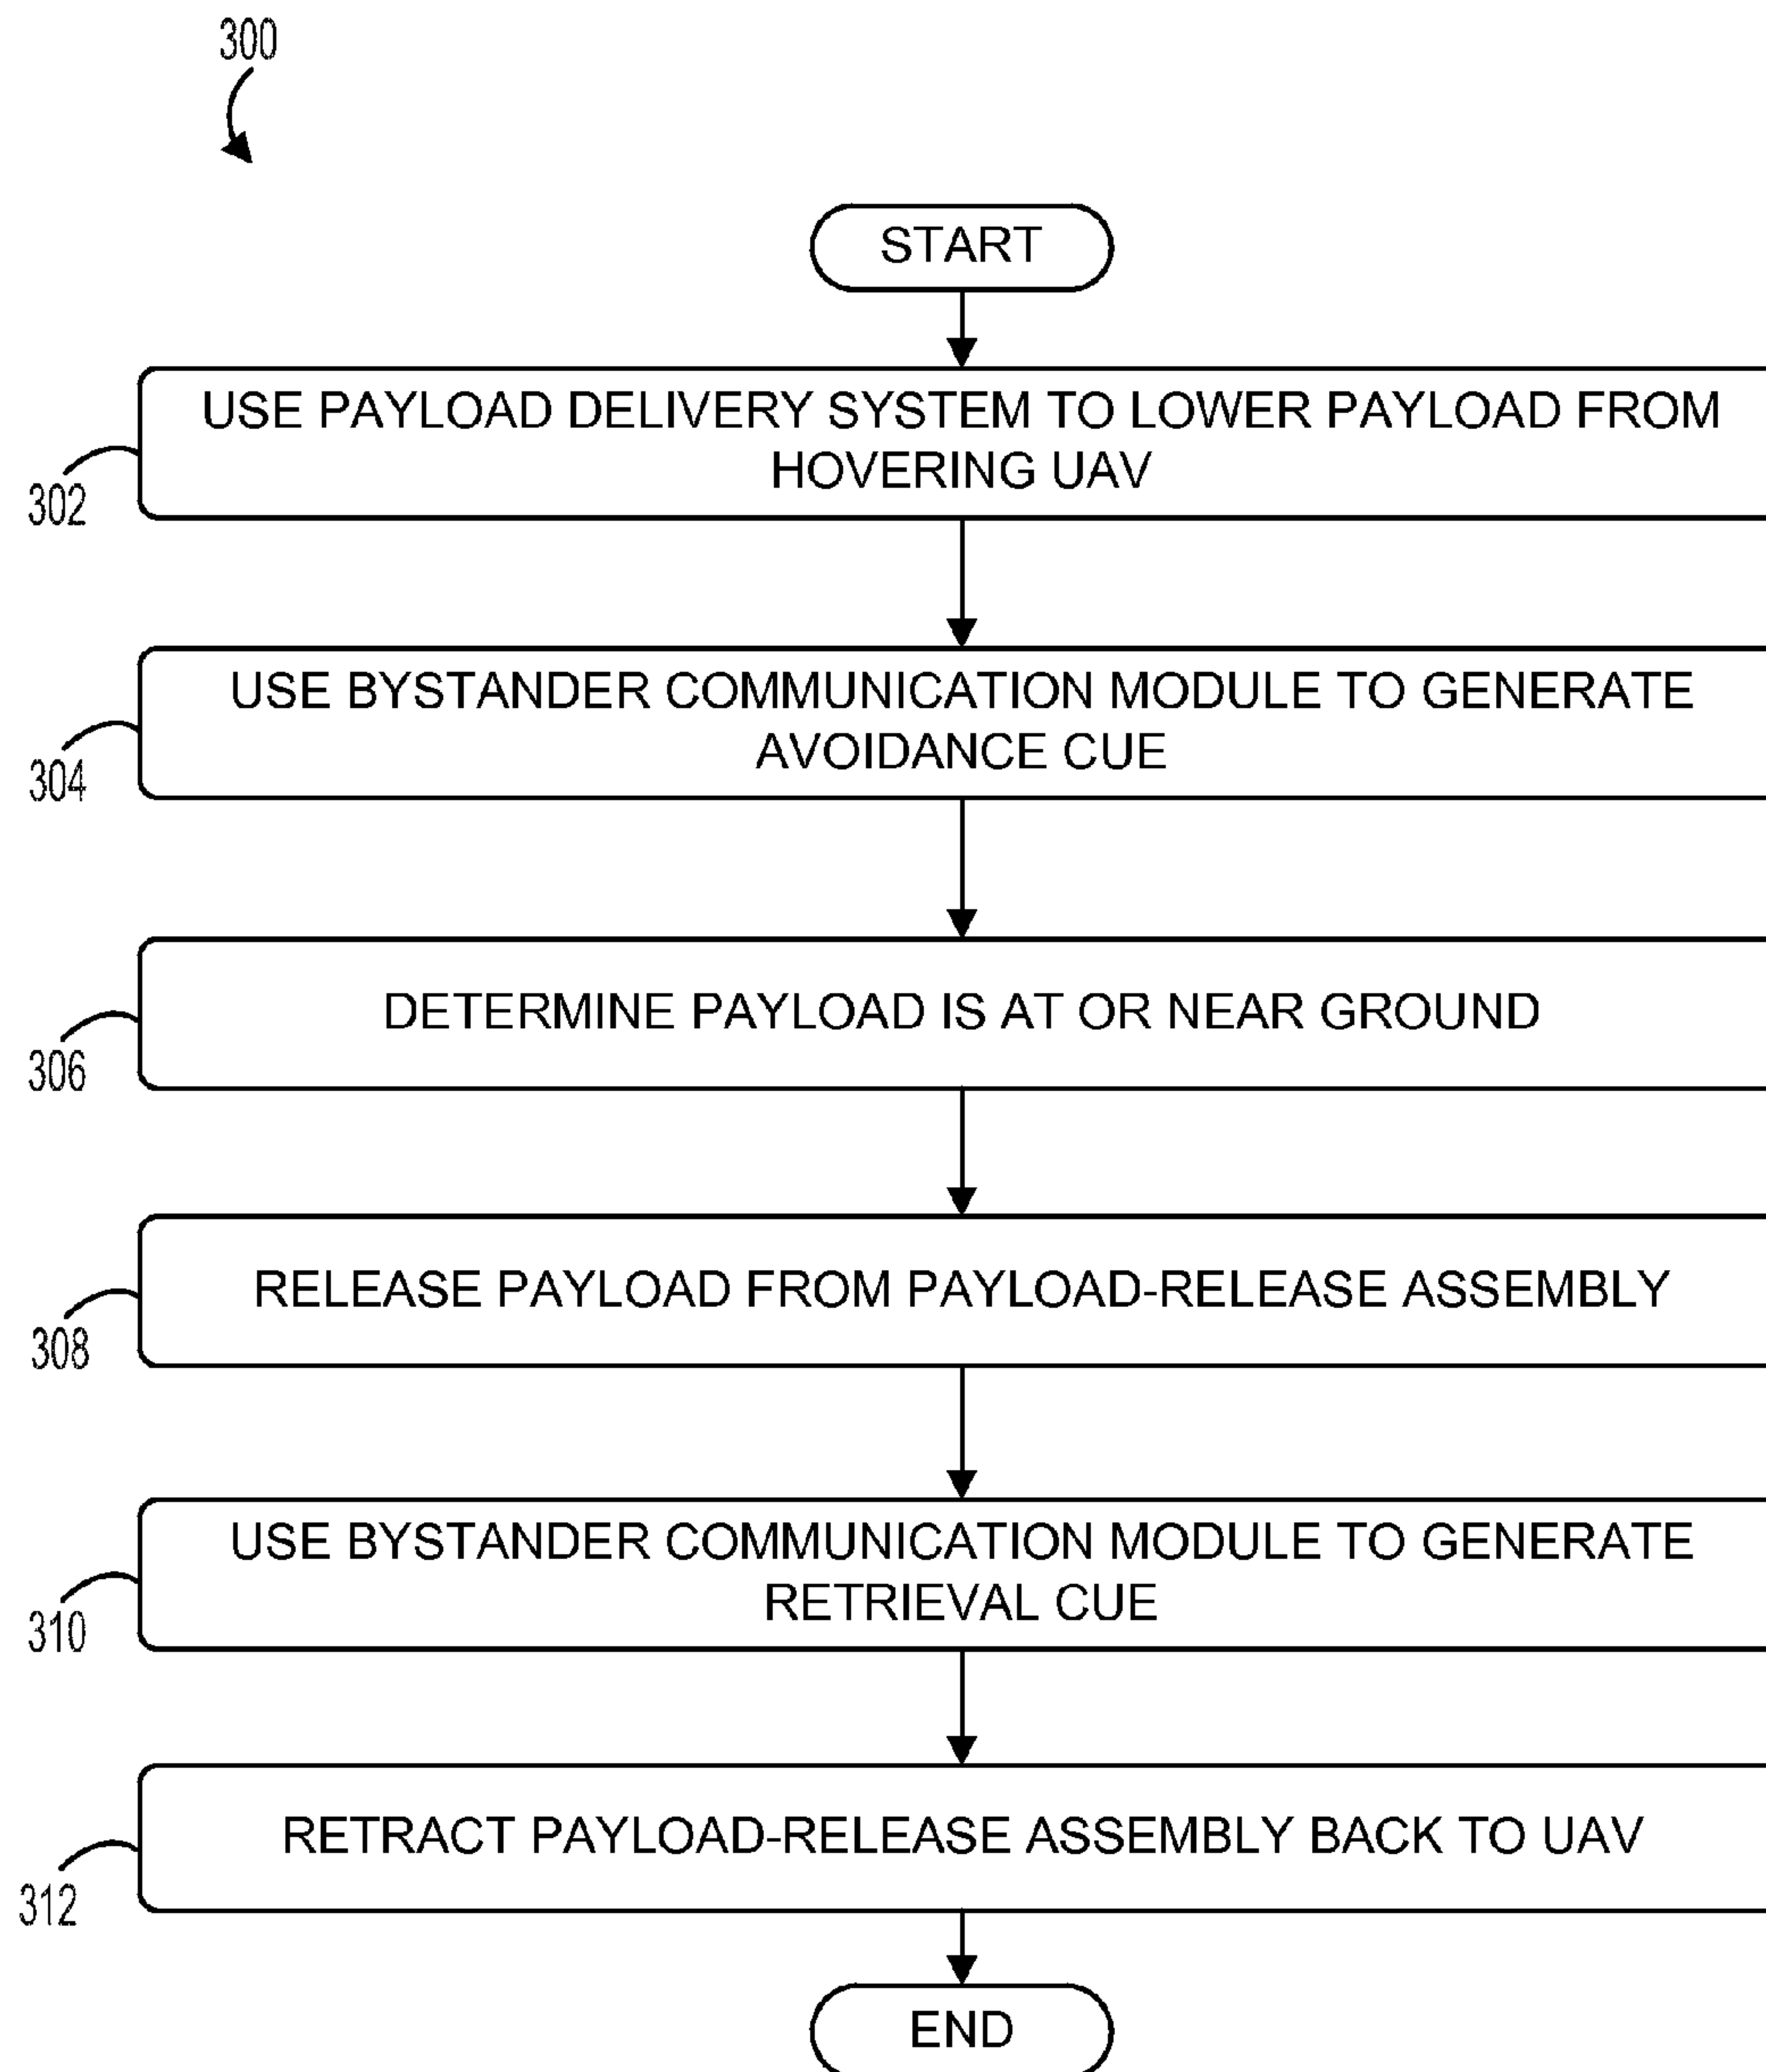 300
START
USE PAYLOAD DELIVERY SYSTEM TO LOWER PAYLOAD FROM
HOVERING UAV
302
USE BYSTANDER COMMUNICATION MODULE TO GENERATE
AVOIDANCE CUE
304
DETERMINE PAYLOAD IS AT OR NEAR GROUND
306
RELEASE PAYLOAD FROM PAYLOAD-RELEASE ASSEMBLY
308
USE BYSTANDER COMMUNICATION MODULE TO GENERATE
RETRIEVAL CUE
310
RETRACT PAYLOAD-RELEASE ASSEMBLY BACK TO UAV
312
END